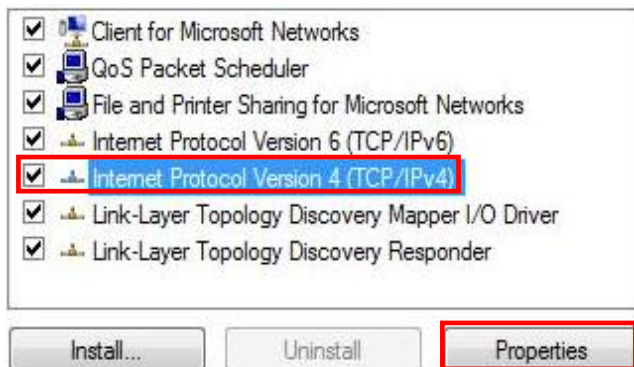 Client for Microsoft Networks
QoS Packet Scheduler
File and Printer Sharing for Microsoft Networks
Internet Protocol Version 6 (TCP/IPv6)
Internet Protocol Version 4 (TCP/IPv4)
Link-Layer Topology Discovery Mapper I/O Driver
Link-Layer Topology Discovery Responder
Install... Uninstall Properties